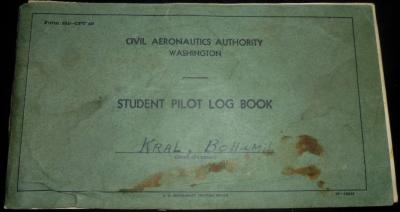 CIVIL AERONAUTICS AUTHORITY
WASHINGTON
STUDENT PILOT LOG BOOK
KRAL, BOHUMIL